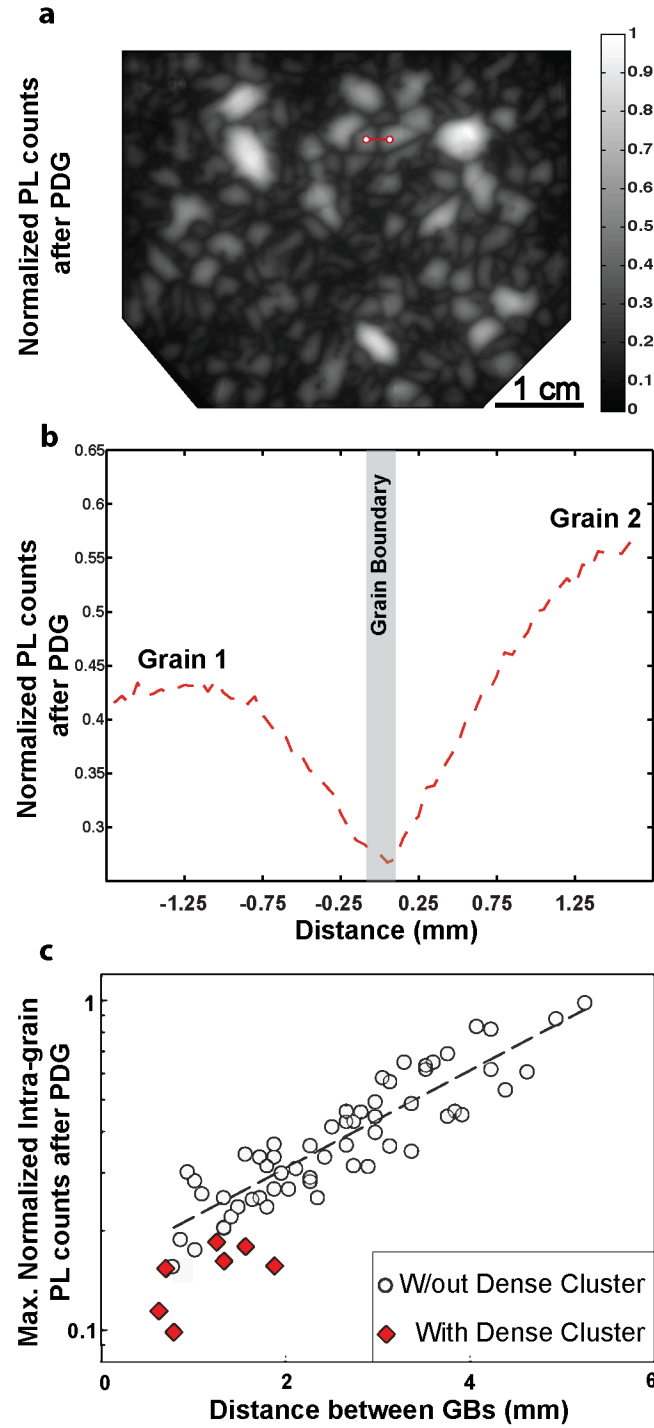 a
Normalized PL counts
after PDG
1
0.9
0.8
0.7
0.6
0.5
0.4
0.3
0.2
0.1
0
1 cm
b
Normalized PL counts
after PDG
0.65
0.6
0.55
0.5
0.45
0.4
0.35
0.3
Grain 1
Grain Boundary
Grain 2
-1.25 -0.75 -0.25 0.25 0.75 1.25
Distance (mm)
c
Max. Normalized Intra-grain
PL counts after PDG
1
0.1
W/out Dense Cluster
With Dense Cluster
0 2 4 6
Distance between GBs (mm)